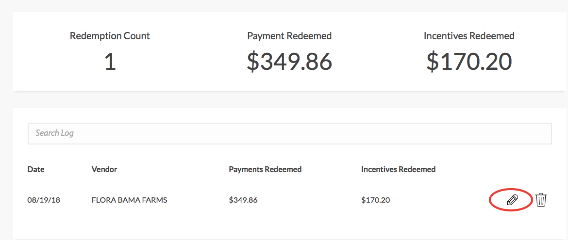 Redemption Count Payment Redeemed Incentives Redeemed
1 $349.86 $170.20
Search Log
Date Vendor Payments Redeemed Incentives Redeemed
08/19/18 FLORA BAMA FARMS $349.86 $170.20